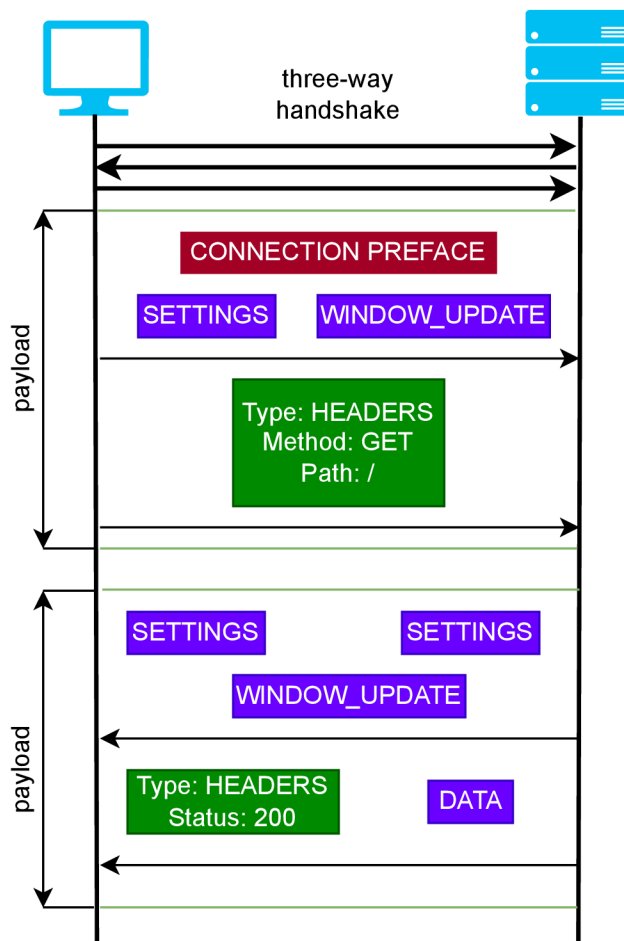 three-way
handshake
CONNECTION PREFACE
SETTINGS
WINDOW_UPDATE
payload
Type: HEADERS
Method: GET
Path: /
SETTINGS
SETTINGS
WINDOW_UPDATE
payload
Type: HEADERS
Status: 200
DATA